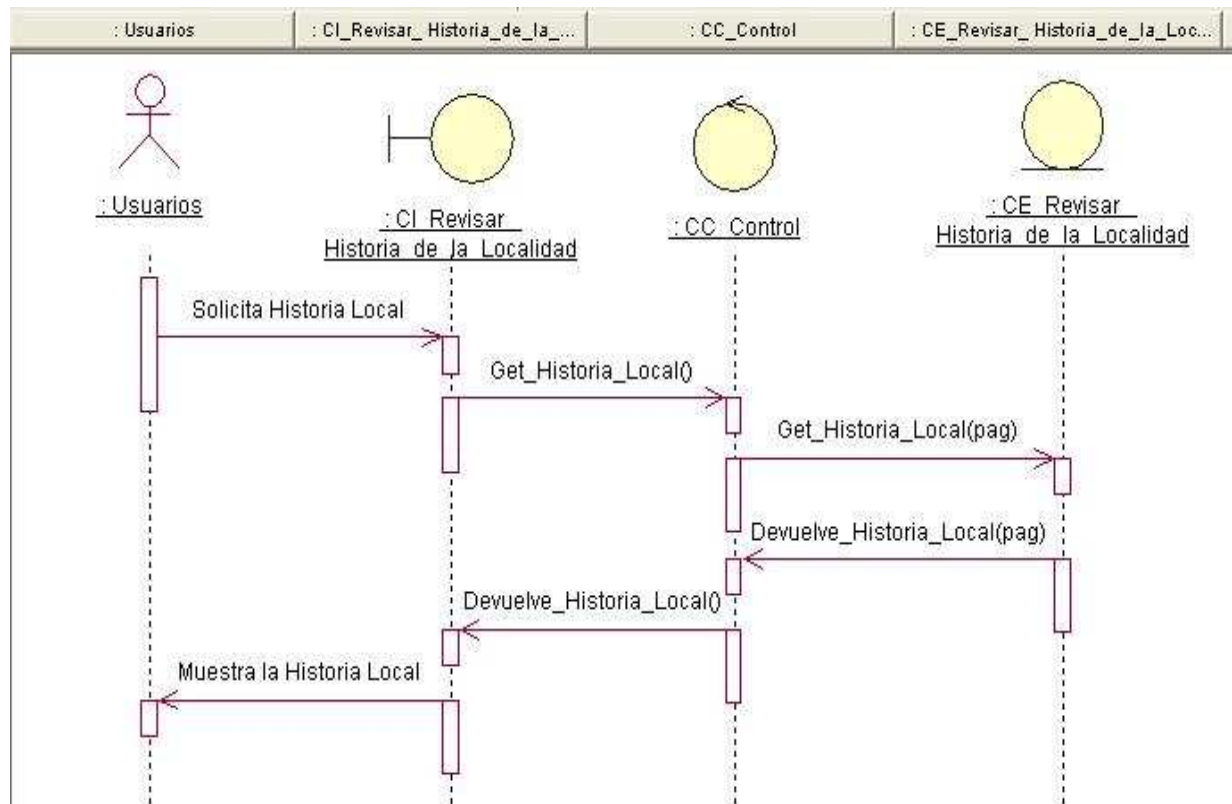 : Usuarios
: CI_Revisar_ Historia_de_la_...
: CC_Control
: CE_Revisar_ Historia_de_la_Loc...
: Usuarios
: CI_Revisar_
Historia_de_la_Localidad
: CC_Control
: CE_Revisar_
Historia_de_la_Localidad
Solicita Historia Local
Get_Historia_Local()
Get_Historia_Local(pag)
Devuelve_Historia_Local(pag)
Devuelve_Historia_Local()
Muestra la Historia Local